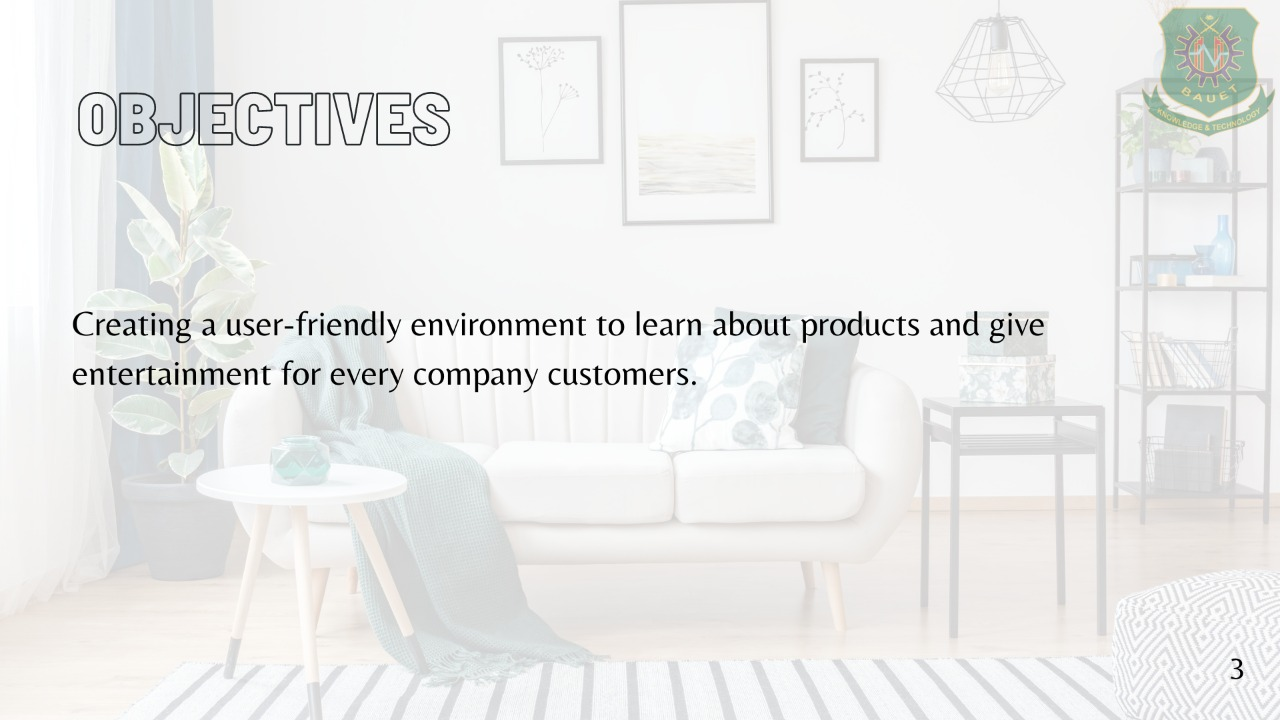 OBJECTIVES
BAUET
KNOWLEDGE & TECHNOLOGY
Creating a user-friendly environment to learn about products and give
entertainment for every company customers.
3